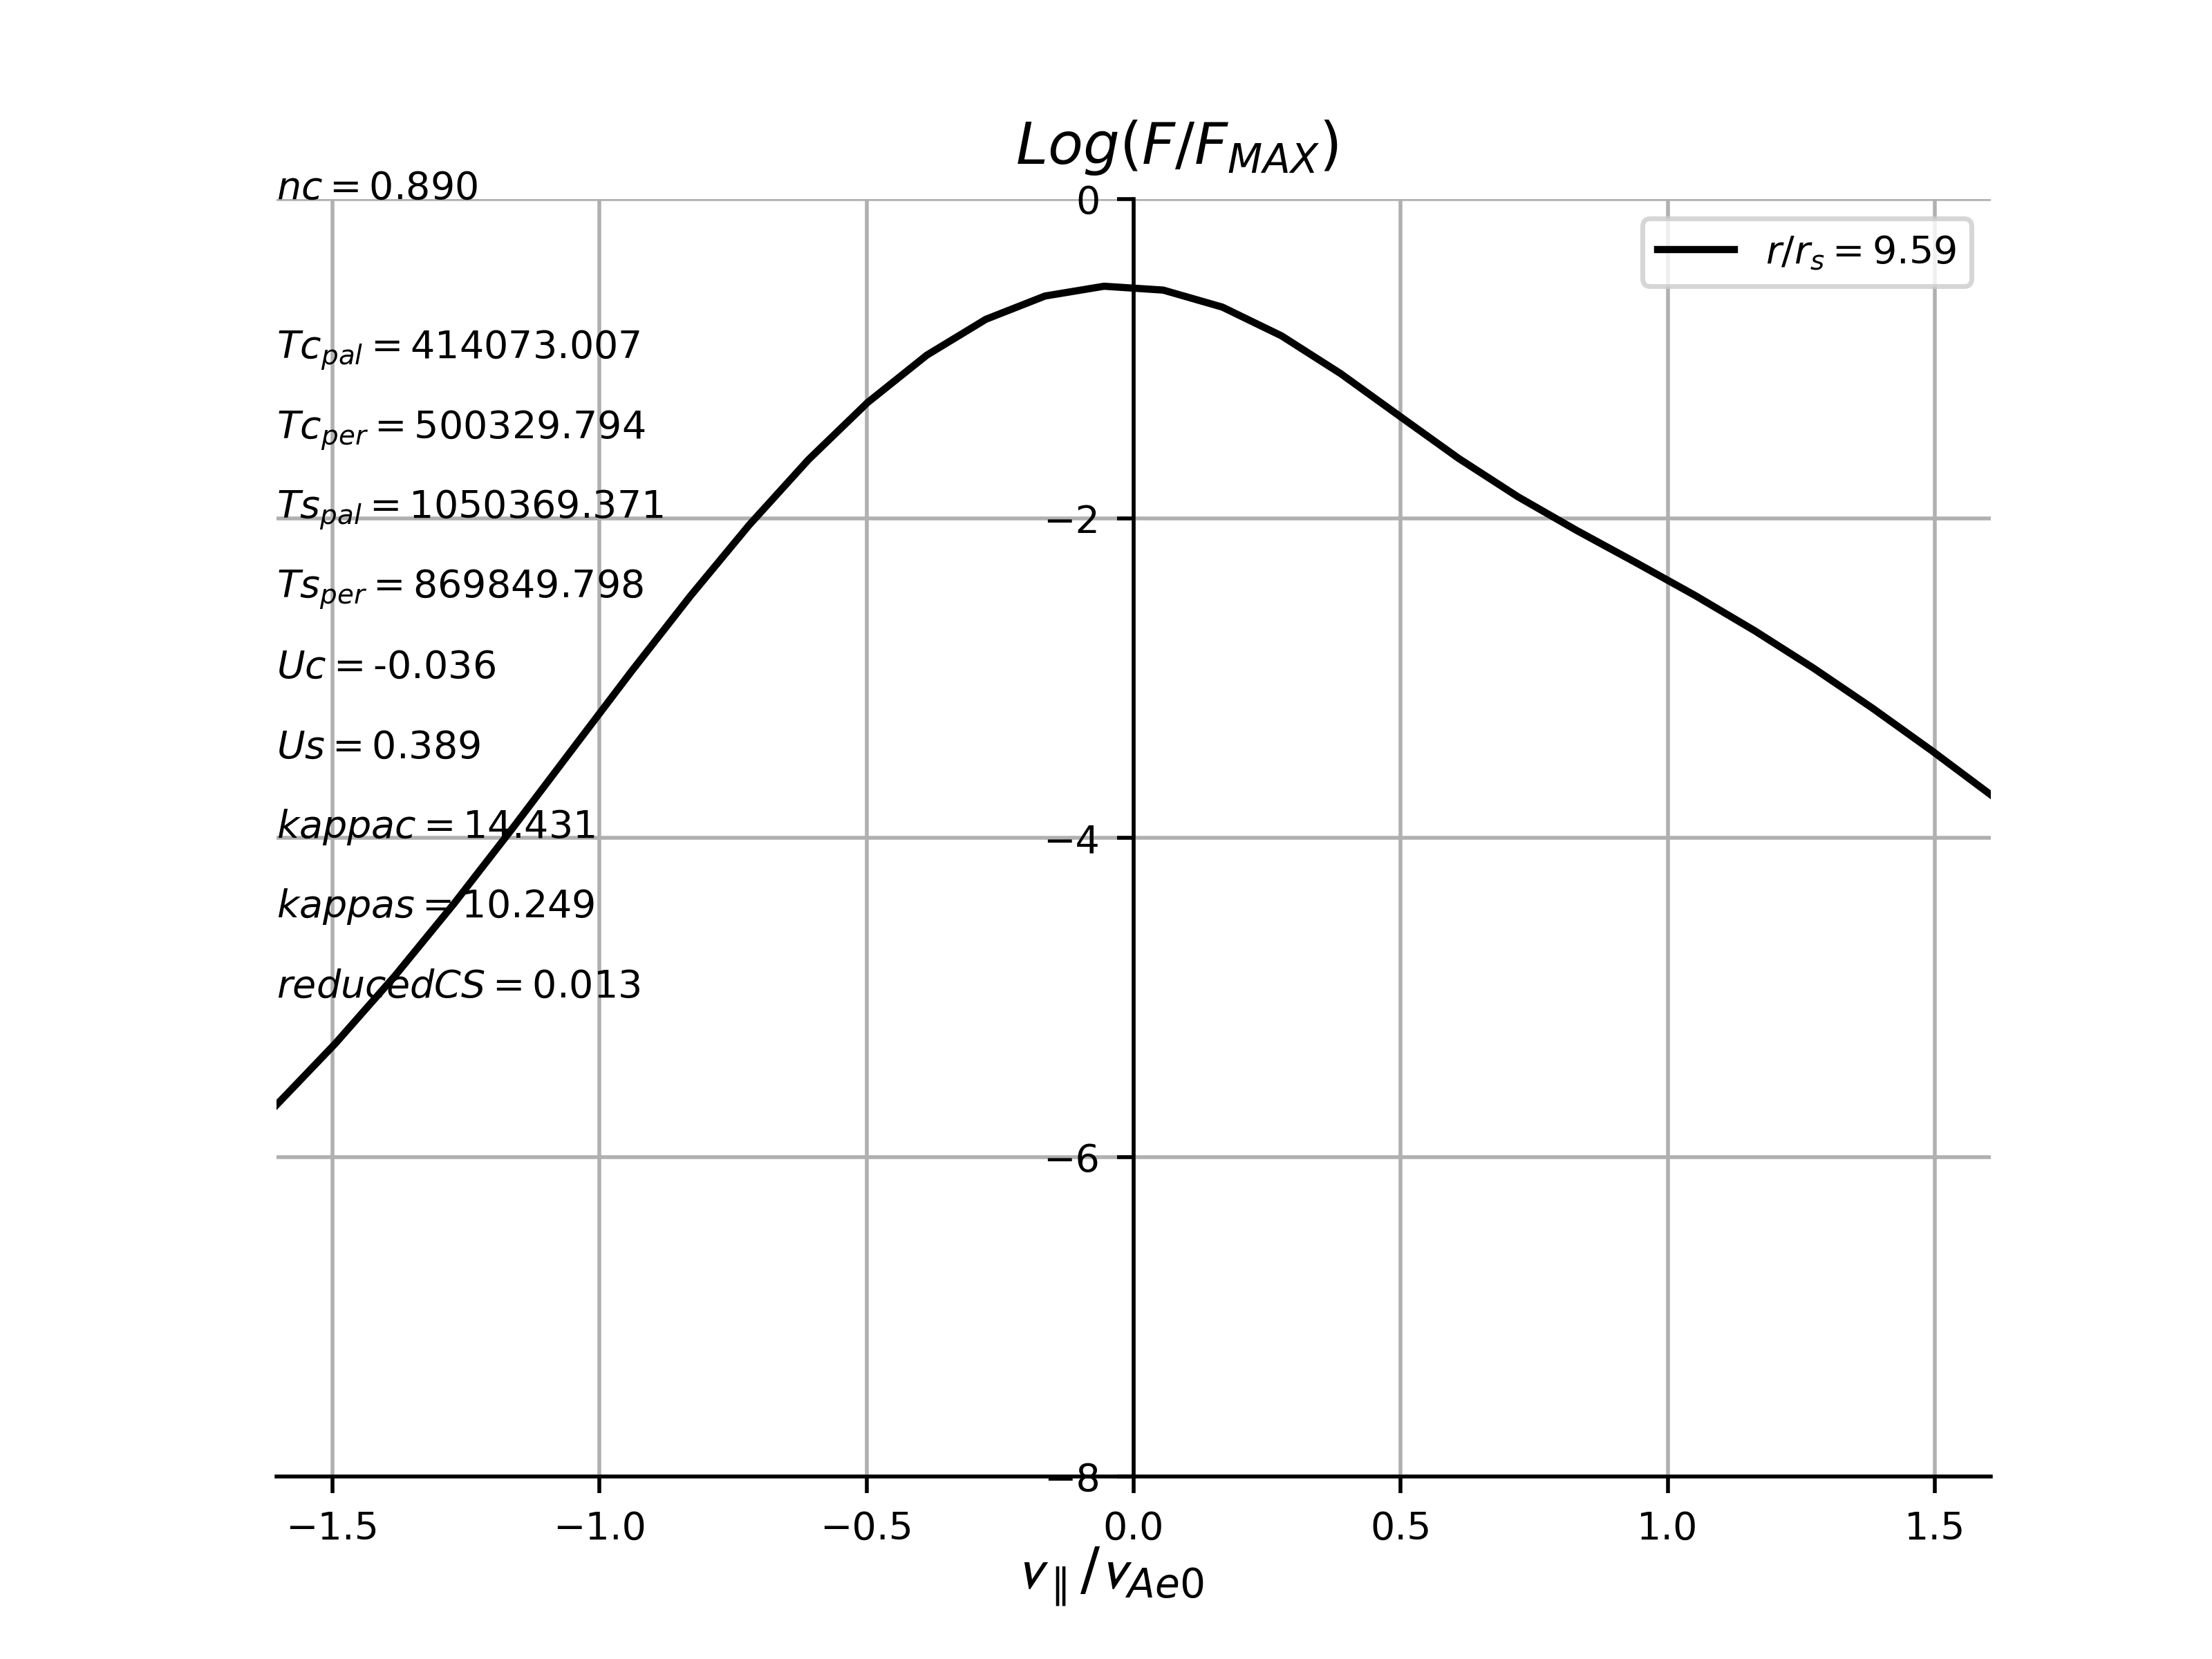 Log(F/F_MAX)
nc = 0.890
0
r/r_s = 9.59
Tc_pal = 414073.007
Tc_per = 500329.794
Ts_pal = 1050369.371
−2
Ts_per = 869849.798
Uc = -0.036
Us = 0.389
kappac = 14.431
−4
kappas = 10.249
reducedCS = 0.013
−6
−8
−1.5 −1.0 −0.5 0.0 0.5 1.0 1.5
v_∥/v_Ae0